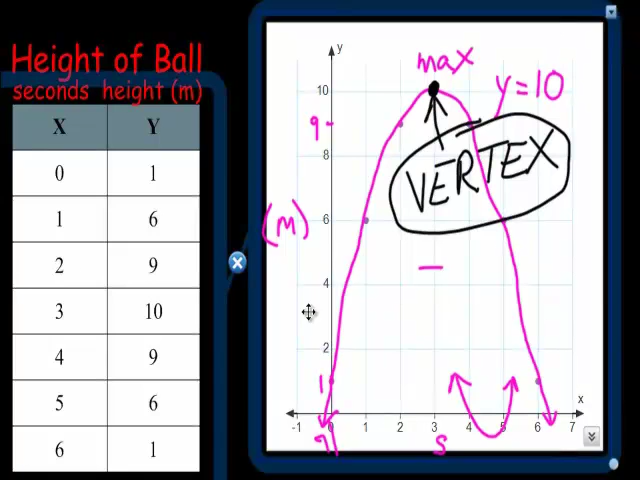 Height of Ball
seconds height (m)
X Y
0 1
1 6
2 9
3 10
4 9
5 6
6 1
y
max
y=10
10
9
8
VERTEX
(m)
6
4
2
1
x
-1 0 1 2 3 4 5 6 7
s